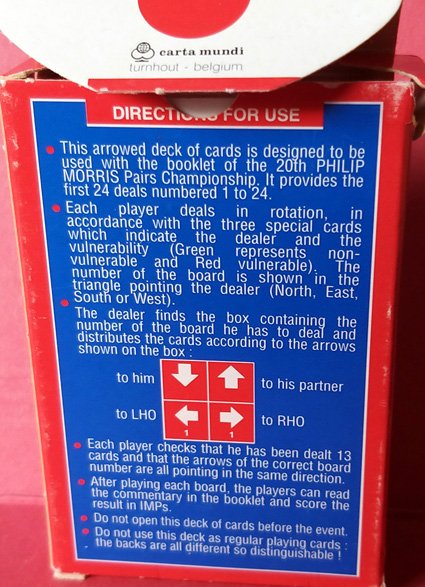 carta mundi
turnhout - belgium
DIRECTIONS FOR USE
• This arrowed deck of cards is designed to be
used with the booklet of the 20th PHILIP
MORRIS Pairs Championship. It provides the
first 24 deals numbered 1 to 24.
• Each player deals in rotation, in
accordance with the three special cards
which indicate the dealer and the
vulnerability (Green represents non-
vulnerable and Red vulnerable). The
number of the board is shown in the
triangle pointing the dealer (North, East,
South or West).
• The dealer finds the box containing the
number of the board he has to deal and
distributes the cards according to the arrows
shown on the box :
to him
to his partner
to LHO
1
1
to RHO
• Each player checks that he has been dealt 13
cards and that the arrows of the correct board
number are all pointing in the same direction.
• After playing each board, the players can read
the commentary in the booklet and score the
result in IMPs.
• Do not open this deck of cards before the event.
• Do not use this deck as regular playing cards :
the backs are all different so distinguishable !